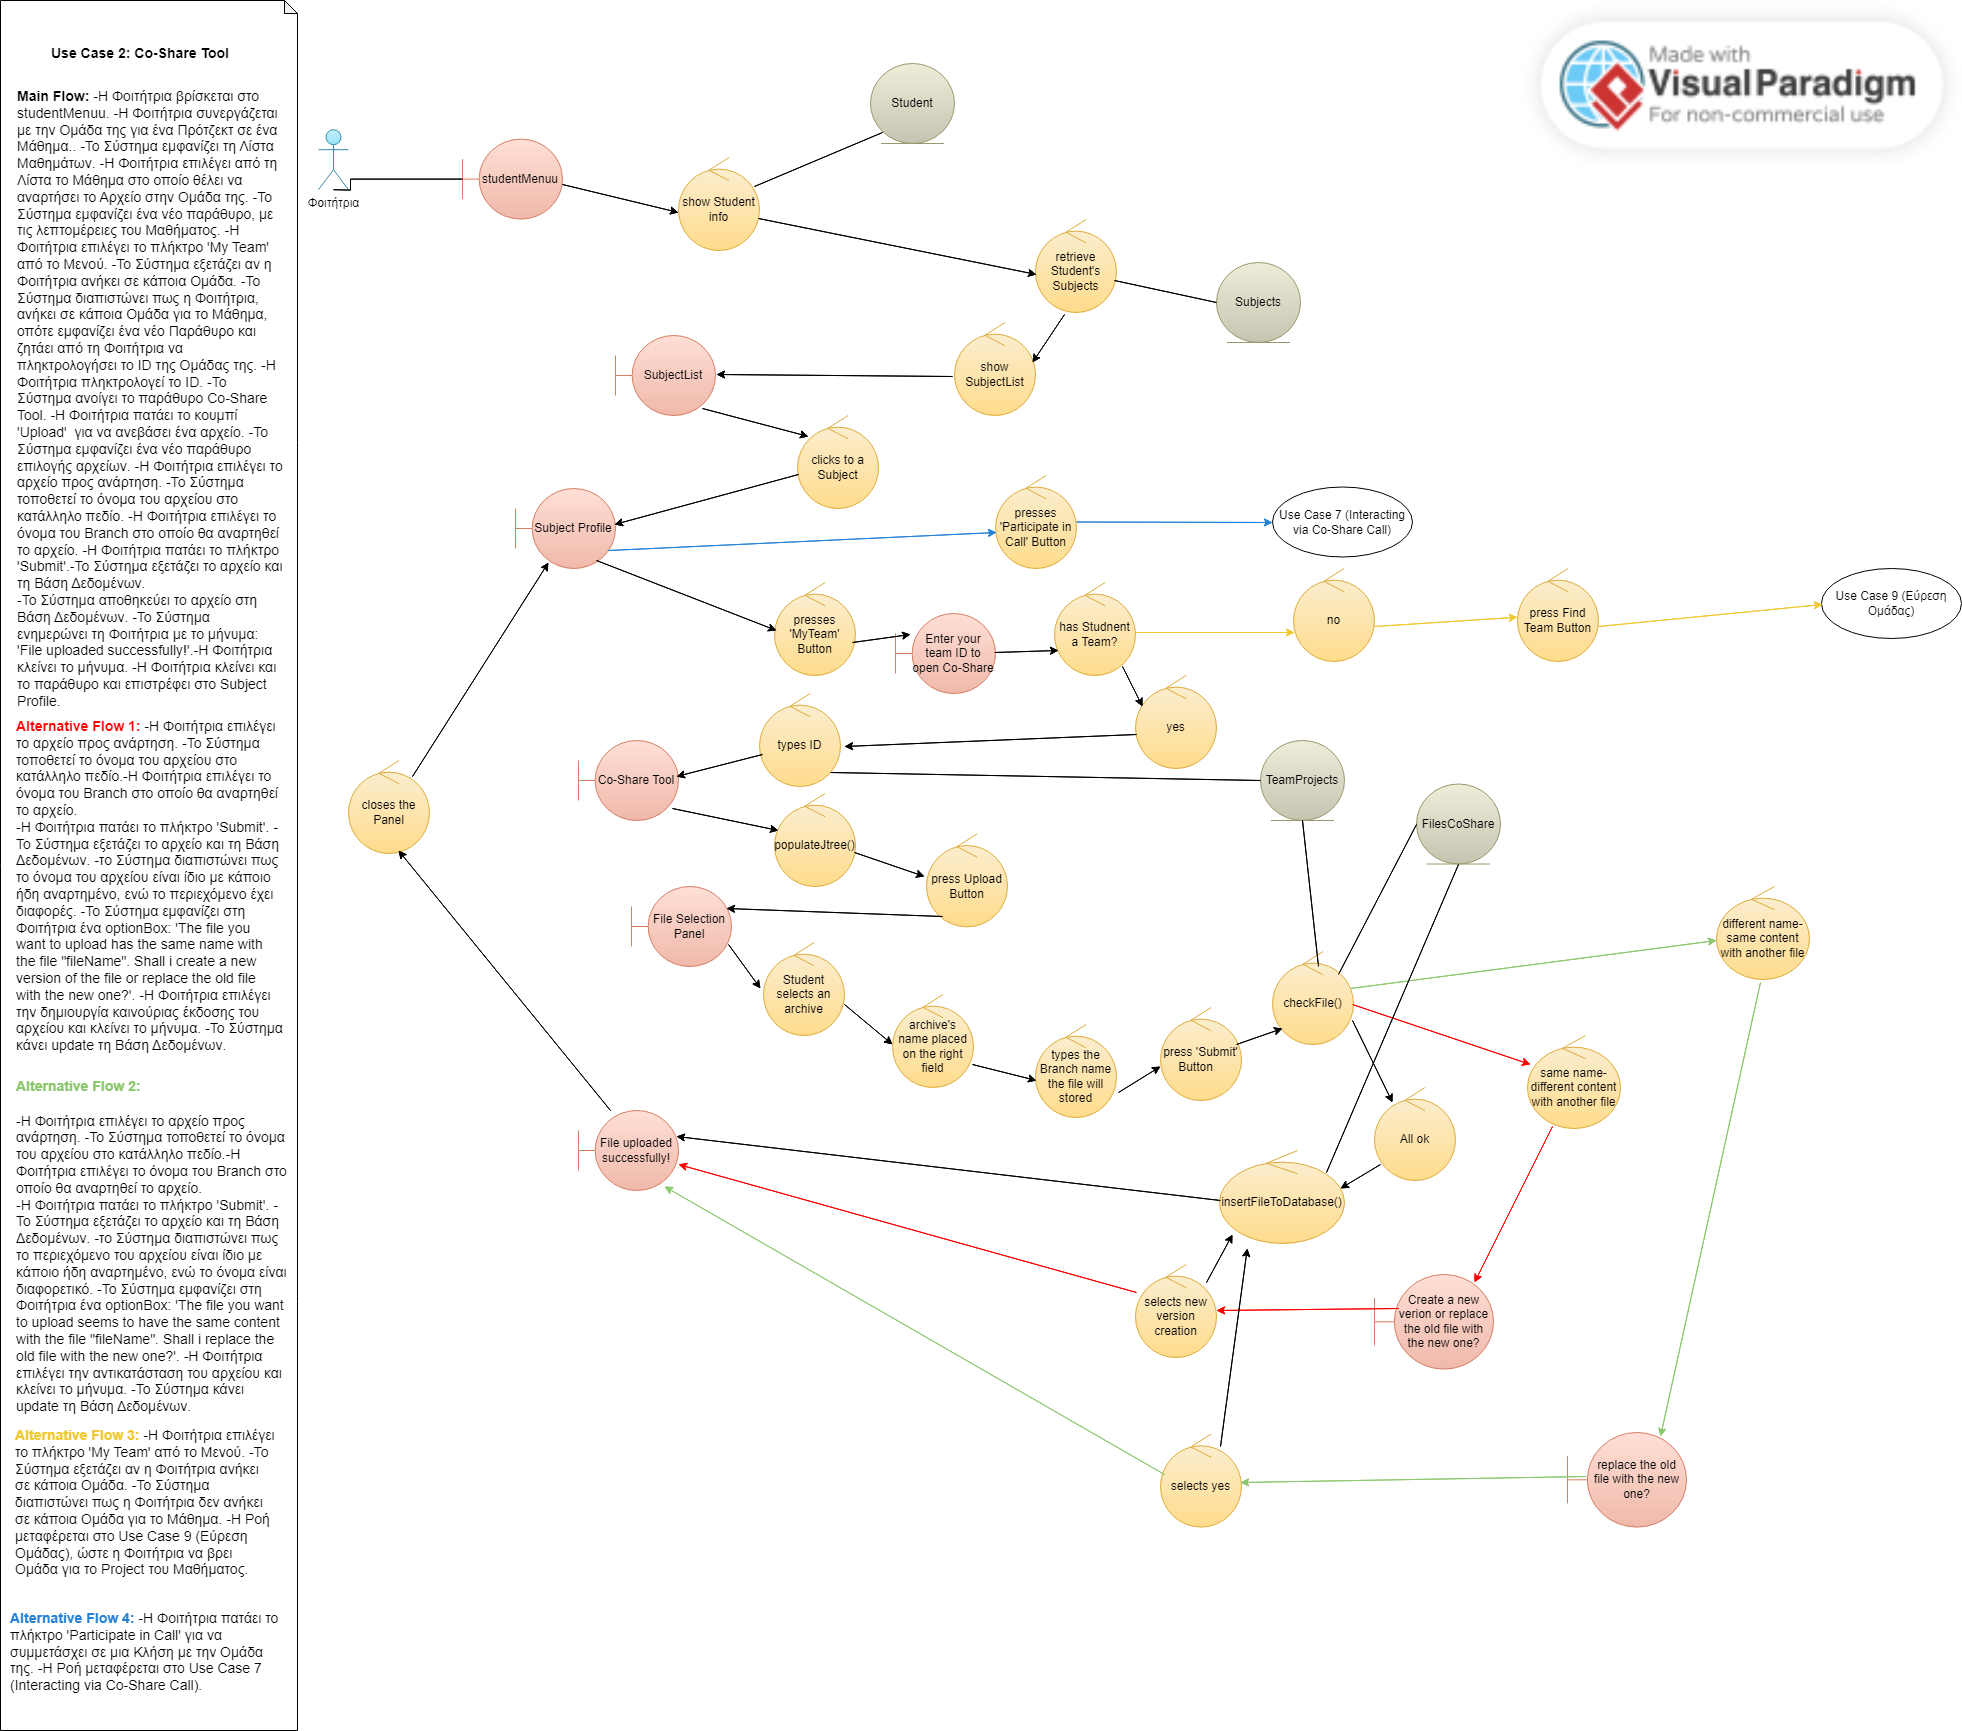 Use Case 2: Co-Share Tool
Main Flow: -Η Φοιτήτρια βρίσκεται στο
studentMenuu. -Η Φοιτήτρια συνεργάζεται
με την Ομάδα της για ένα Πρότζεκτ σε ένα
Μάθημα.. -Το Σύστημα εμφανίζει τη Λίστα
Μαθημάτων. -Η Φοιτήτρια επιλέγει από τη
Λίστα το Μάθημα στο οποίο θέλει να
αναρτήσει το Αρχείο στην Ομάδα της. -Το
Σύστημα εμφανίζει ένα νέο παράθυρο, με
τις λεπτομέρειες του Μαθήματος. -Η
Φοιτήτρια επιλέγει το πλήκτρο 'My Team'
από το Μενού. -Το Σύστημα εξετάζει αν η
Φοιτήτρια ανήκει σε κάποια Ομάδα. -Το
Σύστημα διαπιστώνει πως η Φοιτήτρια,
ανήκει σε κάποια Ομάδα για το Μάθημα,
οπότε εμφανίζει ένα νέο Παράθυρο και
ζητάει από τη Φοιτήτρια να
πληκτρολογήσει το ID της Ομάδας της. -Η
Φοιτήτρια πληκτρολογεί το ID. -Το
Σύστημα ανοίγει το παράθυρο Co-Share
Tool. -Η Φοιτήτρια πατάει το κουμπί
'Upload'  για να ανεβάσει ένα αρχείο. -Το
Σύστημα εμφανίζει ένα νέο παράθυρο
επιλογής αρχείων. -Η Φοιτήτρια επιλέγει το
αρχείο προς ανάρτηση. -Το Σύστημα
τοποθετεί το όνομα του αρχείου στο
κατάλληλο πεδίο. -Η Φοιτήτρια επιλέγει το
όνομα του Branch στο οποίο θα αναρτηθεί
το αρχείο. -Η Φοιτήτρια πατάει το πλήκτρο
'Submit'.-Το Σύστημα εξετάζει το αρχείο και
τη Βάση Δεδομένων.
-Το Σύστημα αποθηκεύει το αρχείο στη
Βάση Δεδομένων. -Το Σύστημα
ενημερώνει τη Φοιτήτρια με το μήνυμα:
'File uploaded successfully!'.-Η Φοιτήτρια
κλείνει το μήνυμα. -Η Φοιτήτρια κλείνει και
το παράθυρο και επιστρέφει στο Subject
Profile.
Alternative Flow 1: -Η Φοιτήτρια επιλέγει
το αρχείο προς ανάρτηση. -Το Σύστημα
τοποθετεί το όνομα του αρχείου στο
κατάλληλο πεδίο.-Η Φοιτήτρια επιλέγει το
όνομα του Branch στο οποίο θα αναρτηθεί
το αρχείο.
-Η Φοιτήτρια πατάει το πλήκτρο 'Submit'. -
Το Σύστημα εξετάζει το αρχείο και τη Βάση
Δεδομένων. -το Σύστημα διαπιστώνει πως
το όνομα του αρχείου είναι ίδιο με κάποιο
ήδη αναρτημένο, ενώ το περιεχόμενο έχει
διαφορές. -Το Σύστημα εμφανίζει στη
Φοιτήτρια ένα optionBox: 'The file you
want to upload has the same name with
the file "fileName". Shall i create a new
version of the file or replace the old file
with the new one?'. -Η Φοιτήτρια επιλέγει
την δημιουργία καινούριας έκδοσης του
αρχείου και κλείνει το μήνυμα. -Το Σύστημα
κάνει update τη Βάση Δεδομένων.
Alternative Flow 2:
-Η Φοιτήτρια επιλέγει το αρχείο προς
ανάρτηση. -Το Σύστημα τοποθετεί το όνομα
του αρχείου στο κατάλληλο πεδίο.-Η
Φοιτήτρια επιλέγει το όνομα του Branch στο
οποίο θα αναρτηθεί το αρχείο.
-Η Φοιτήτρια πατάει το πλήκτρο 'Submit'. -
Το Σύστημα εξετάζει το αρχείο και τη Βάση
Δεδομένων. -το Σύστημα διαπιστώνει πως
το περιεχόμενο του αρχείου είναι ίδιο με
κάποιο ήδη αναρτημένο, ενώ το όνομα είναι
διαφορετικό. -Το Σύστημα εμφανίζει στη
Φοιτήτρια ένα optionBox: 'The file you want
to upload seems to have the same content
with the file "fileName". Shall i replace the
old file with the new one?'. -Η Φοιτήτρια
επιλέγει την αντικατάσταση του αρχείου και
κλείνει το μήνυμα. -Το Σύστημα κάνει
update τη Βάση Δεδομένων.
Alternative Flow 3: -Η Φοιτήτρια επιλέγει
το πλήκτρο 'My Team' από το Μενού. -Το
Σύστημα εξετάζει αν η Φοιτήτρια ανήκει
σε κάποια Ομάδα. -Το Σύστημα
διαπιστώνει πως η Φοιτήτρια δεν ανήκει
σε κάποια Ομάδα για το Μάθημα. -Η Ροή
μεταφέρεται στο Use Case 9 (Εύρεση
Ομάδας), ώστε η Φοιτήτρια να βρει
Ομάδα για το Project του Μαθήματος.
Alternative Flow 4: -Η Φοιτήτρια πατάει το
πλήκτρο 'Participate in Call' για να
συμμετάσχει σε μια Κλήση με την Ομάδα
της. -Η Ροή μεταφέρεται στο Use Case 7
(Interacting via Co-Share Call).
Made with
Visual Paradigm
For non-commercial use
Student
Φοιτήτρια
studentMenuu
show Student
info
retrieve
Student's
Subjects
Subjects
SubjectList
show
SubjectList
clicks to a
Subject
Subject Profile
presses
'Participate in
Call' Button
Use Case 7 (Interacting
via Co-Share Call)
presses
'MyTeam'
Button
Enter your
team ID to
open Co-Share
has Studnent
a Team?
no
press Find
Team Button
Use Case 9 (Εύρεση
Ομάδας)
yes
types ID
Co-Share Tool
TeamProjects
closes the
Panel
populateJtree()
FilesCoShare
press Upload
Button
File Selection
Panel
different name-
same content
with another file
Student
selects an
archive
checkFile()
archive's
name placed
on the right
field
types the
Branch name
the file will
stored
press 'Submit'
Button
same name-
different content
with another file
All ok
File uploaded
successfully!
insertFileToDatabase()
selects new
version
creation
Create a new
verion or replace
the old file with
the new one?
selects yes
replace the old
file with the new
one?